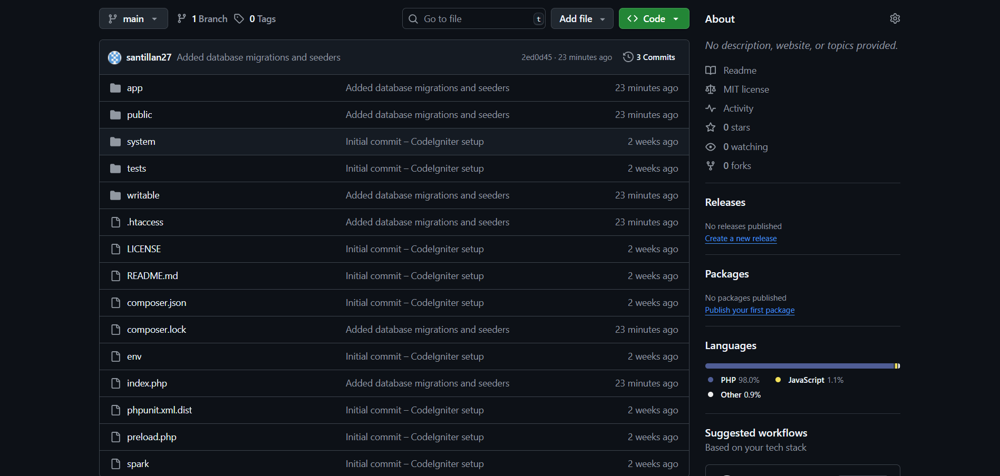 main
1 Branch
0 Tags
Go to file
t
Add file
Code
santillan27 Added database migrations and seeders
2ed0d45 · 23 minutes ago
3 Commits
app Added database migrations and seeders 23 minutes ago
public Added database migrations and seeders 23 minutes ago
system Initial commit – CodeIgniter setup 2 weeks ago
tests Initial commit – CodeIgniter setup 2 weeks ago
writable Added database migrations and seeders 23 minutes ago
.htaccess Added database migrations and seeders 23 minutes ago
LICENSE Initial commit – CodeIgniter setup 2 weeks ago
README.md Initial commit – CodeIgniter setup 2 weeks ago
composer.json Initial commit – CodeIgniter setup 2 weeks ago
composer.lock Added database migrations and seeders 23 minutes ago
env Initial commit – CodeIgniter setup 2 weeks ago
index.php Added database migrations and seeders 23 minutes ago
phpunit.xml.dist Initial commit – CodeIgniter setup 2 weeks ago
preload.php Initial commit – CodeIgniter setup 2 weeks ago
spark Initial commit – CodeIgniter setup 2 weeks ago
About
No description, website, or topics provided.
Readme
MIT license
Activity
0 stars
0 watching
0 forks
Releases
No releases published
Create a new release
Packages
No packages published
Publish your first package
Languages
PHP 98.0%
JavaScript 1.1%
Other 0.9%
Suggested workflows
Based on your tech stack